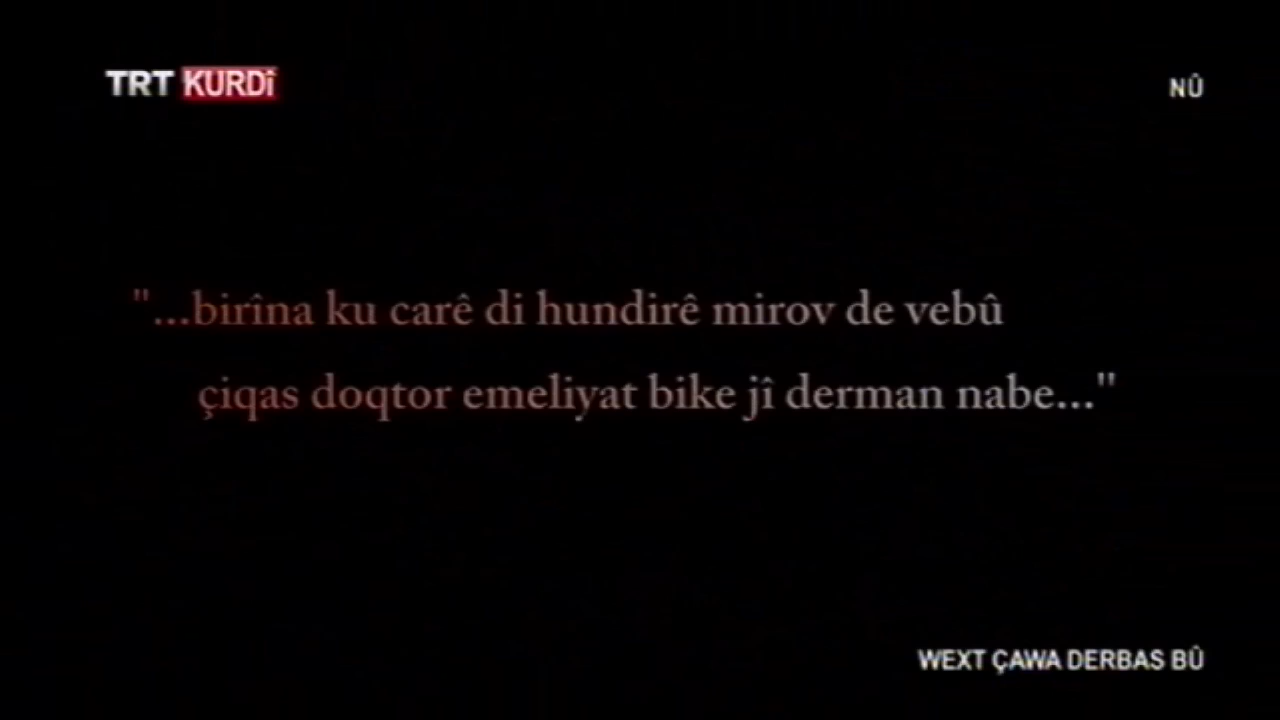 TRT KURDî
NÛ
"...birîna ku carê di hundirê mirov de vebû
çiqas doqtor emeliyat bike jî derman nabe..."
WEXT ÇAWA DERBAS BÛ